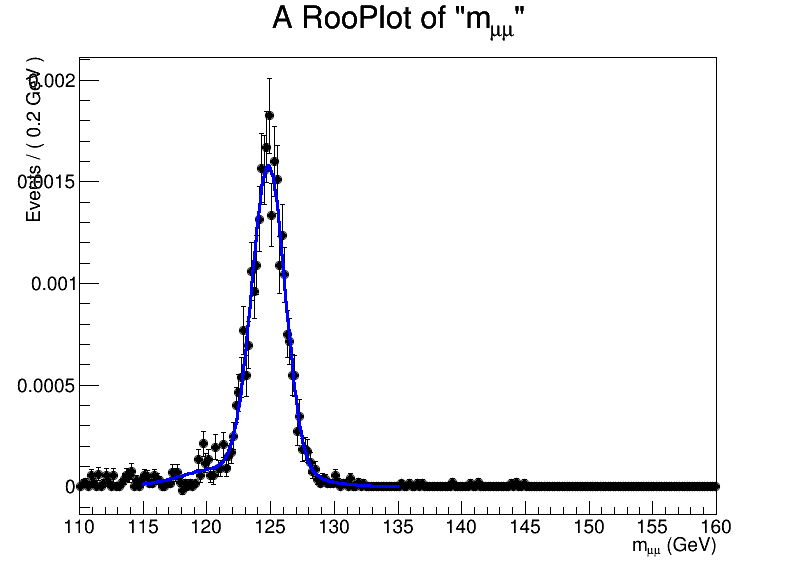 A RooPlot of "mμμ"
Events / ( 0.2 GeV )
0.002
0.0015
0.001
0.0005
0
110 115 120 125 130 135 140 145 150 155 160
mμμ (GeV)